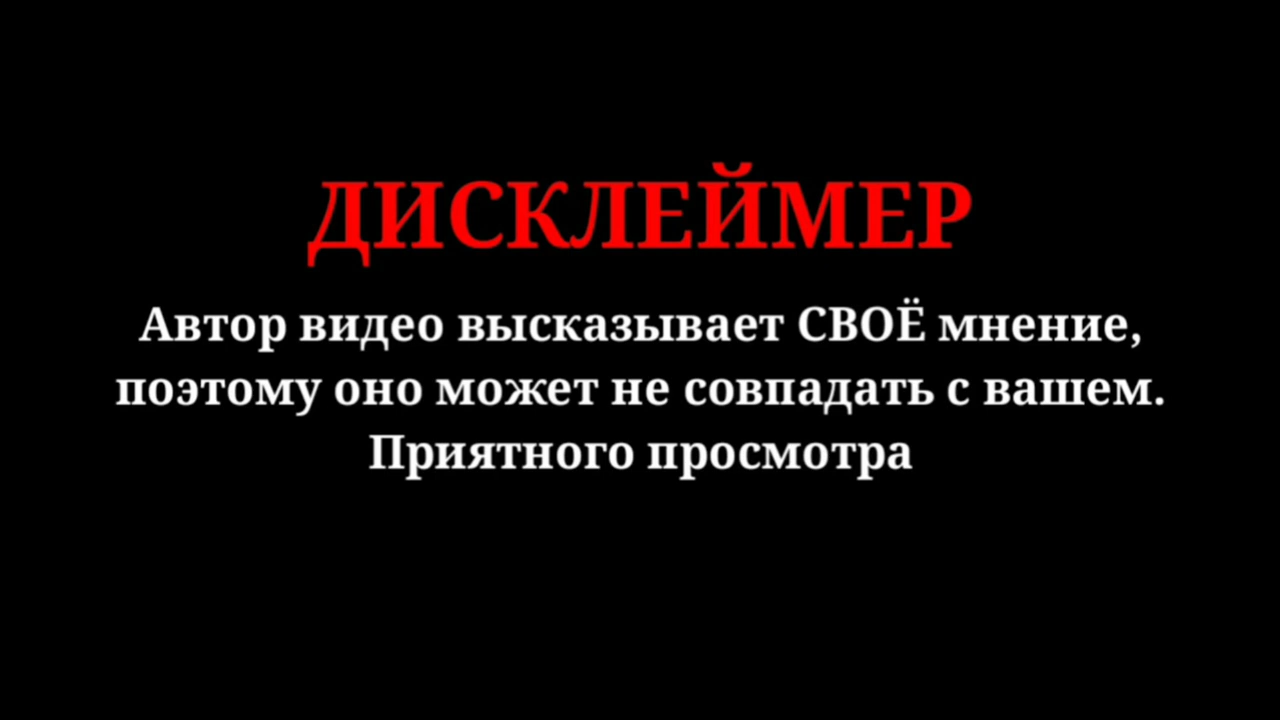 ДИСКЛЕЙМЕР
Автор видео высказывает СВОЁ мнение,
поэтому оно может не совпадать с вашем.
Приятного просмотра